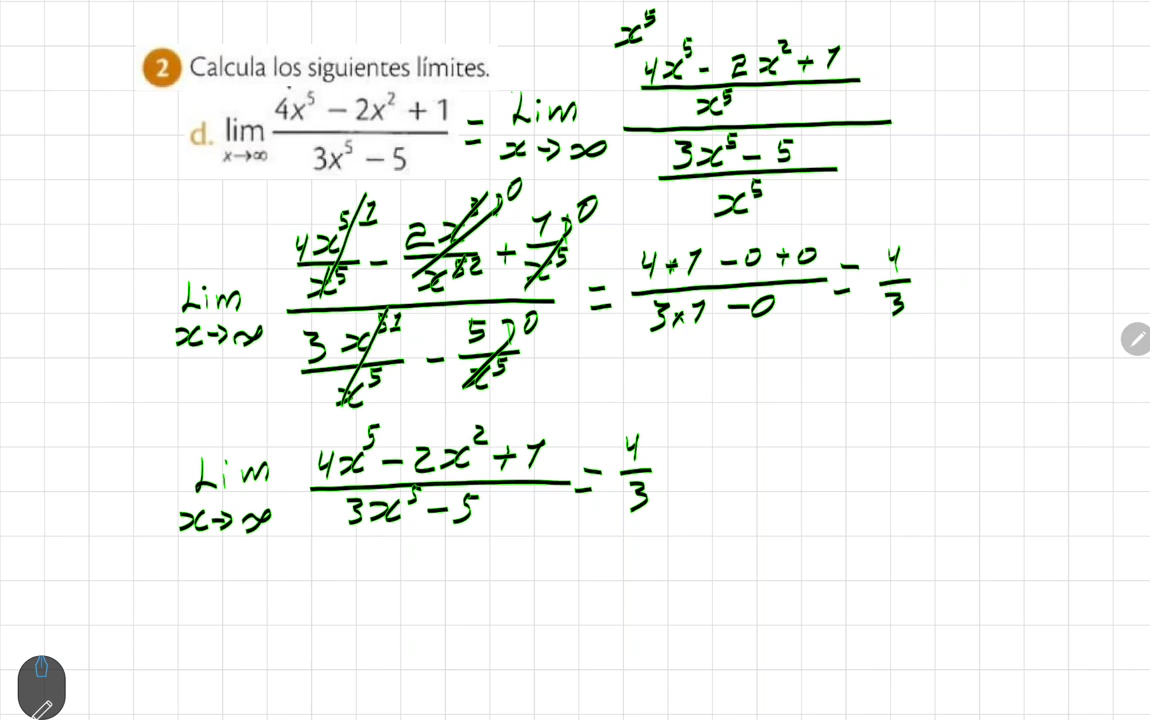 2 Calcula los siguientes límites.
d. lim x→∞ (4x⁵ − 2x² + 1)/(3x⁵ − 5) = Lim x→∞ ((4x⁵ - 2x² + 1)/x⁵)/((3x⁵ - 5)/x⁵)
x⁵
Lim x→∞ (4x⁵/x⁵ - 2x²/x⁵ + 1/x⁵)/(3x⁵/x⁵ - 5/x⁵) = (4*1 - 0 + 0)/(3×1 - 0) = 4/3
Lim x→∞ (4x⁵ - 2x² + 1)/(3x⁵ - 5) = 4/3